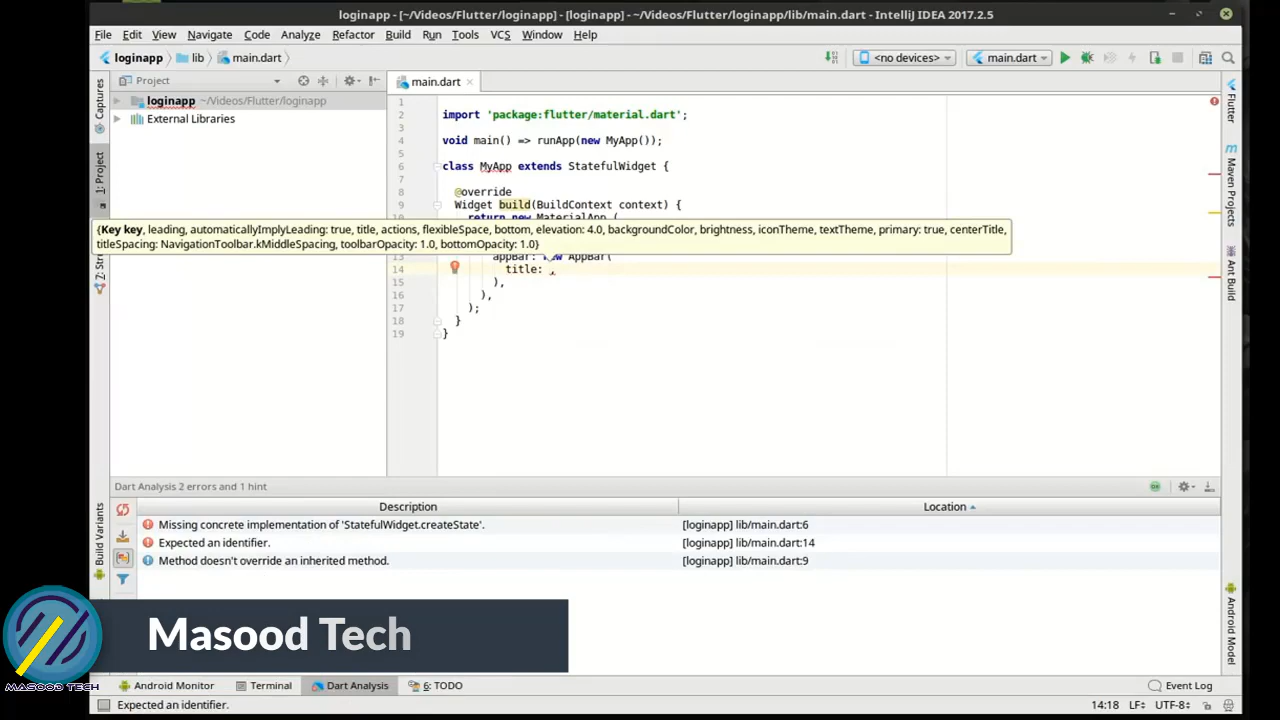 loginapp - [~/Videos/Flutter/loginapp] - [loginapp] - ~/Videos/Flutter/loginapp/lib/main.dart - IntelliJ IDEA 2017.2.5
File Edit View Navigate Code Analyze Refactor Build Run Tools VCS Window Help
loginapp lib main.dart <no devices> main.dart
Project main.dart
loginapp ~/Videos/Flutter/loginapp
External Libraries
Captures
1: Project
Build Variants
Flutter
Maven Projects
Ant Build
Android Model
1
2 import 'package:flutter/material.dart';
3
4 void main() => runApp(new MyApp());
5
6 class MyApp extends StatefulWidget {
7
8 @override
9 Widget build(BuildContext context) {
return new MaterialApp (
{Key key, leading, automaticallyImplyLeading: true, title, actions, flexibleSpace, bottom, elevation: 4.0, backgroundColor, brightness, iconTheme, textTheme, primary: true, centerTitle,
titleSpacing: NavigationToolbar.kMiddleSpacing, toolbarOpacity: 1.0, bottomOpacity: 1.0}
13 appBar: new AppBar(
14 title: ,
15 ),
16 ),
17 );
18 }
19 }
Dart Analysis 2 errors and 1 hint
Description Location
Missing concrete implementation of 'StatefulWidget.createState'. [loginapp] lib/main.dart:6
Expected an identifier. [loginapp] lib/main.dart:14
Method doesn't override an inherited method. [loginapp] lib/main.dart:9
Masood Tech
MASOOD TECH
Android Monitor Terminal Dart Analysis 6: TODO Event Log
Expected an identifier. 14:18 LF UTF-8